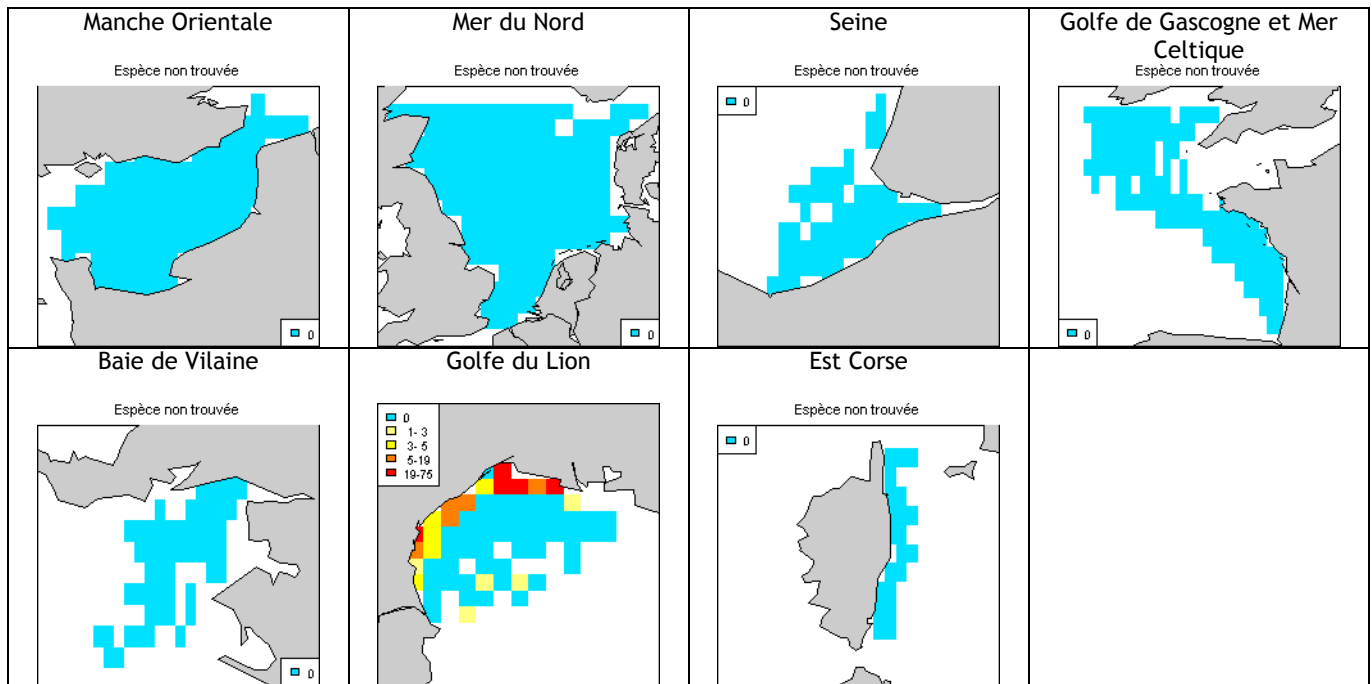 Manche Orientale
Espèce non trouvée
0
Mer du Nord
Espèce non trouvée
0
Seine
Espèce non trouvée
0
Golfe de Gascogne et Mer
Celtique
Espèce non trouvée
0
Baie de Vilaine
Espèce non trouvée
0
Golfe du Lion
0
1- 3
3- 5
5-19
19-75
Est Corse
Espèce non trouvée
0